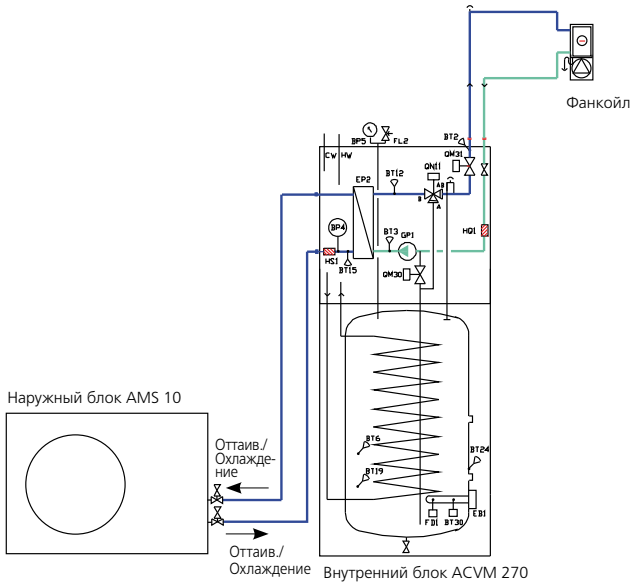 Фанкойл
BT2
BP5
FL2
QM31
CW HW
BT12
QN11
EP2
AB
B
A
BP4
BT3
GP1
HQ1
HS1
BT15
QM30
Наружный блок AMS 10
Оттаив./
Охлажде-
ние
BT6
BT19
BT24
FD1
BT30
EB1
Оттаив./
Охлаждение
Внутренний блок ACVM 270